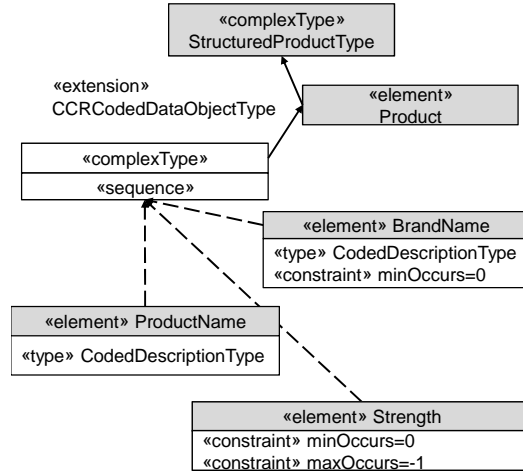 «complexType»
StructuredProductType
«extension»
CCRCodedDataObjectType
«element»
Product
«complexType»
«sequence»
«element» BrandName
«type» CodedDescriptionType
«constraint» minOccurs=0
«element» ProductName
«type» CodedDescriptionType
«element» Strength
«constraint» minOccurs=0
«constraint» maxOccurs=-1